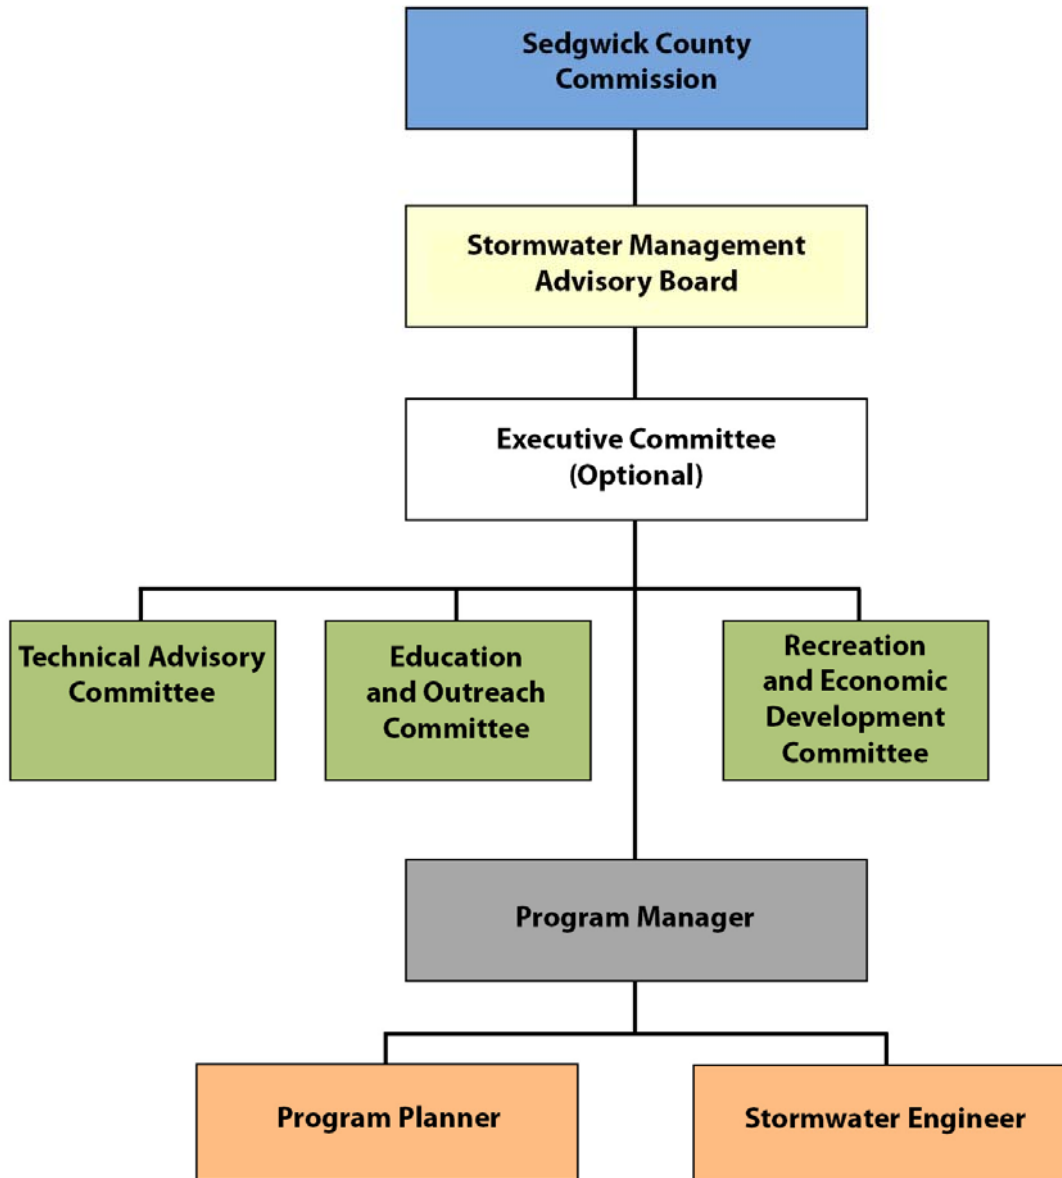 Sedgwick County
Commission
Stormwater Management
Advisory Board
Executive Committee
(Optional)
Technical Advisory
Committee
Education
and Outreach
Committee
Recreation
and Economic
Development
Committee
Program Manager
Program Planner
Stormwater Engineer